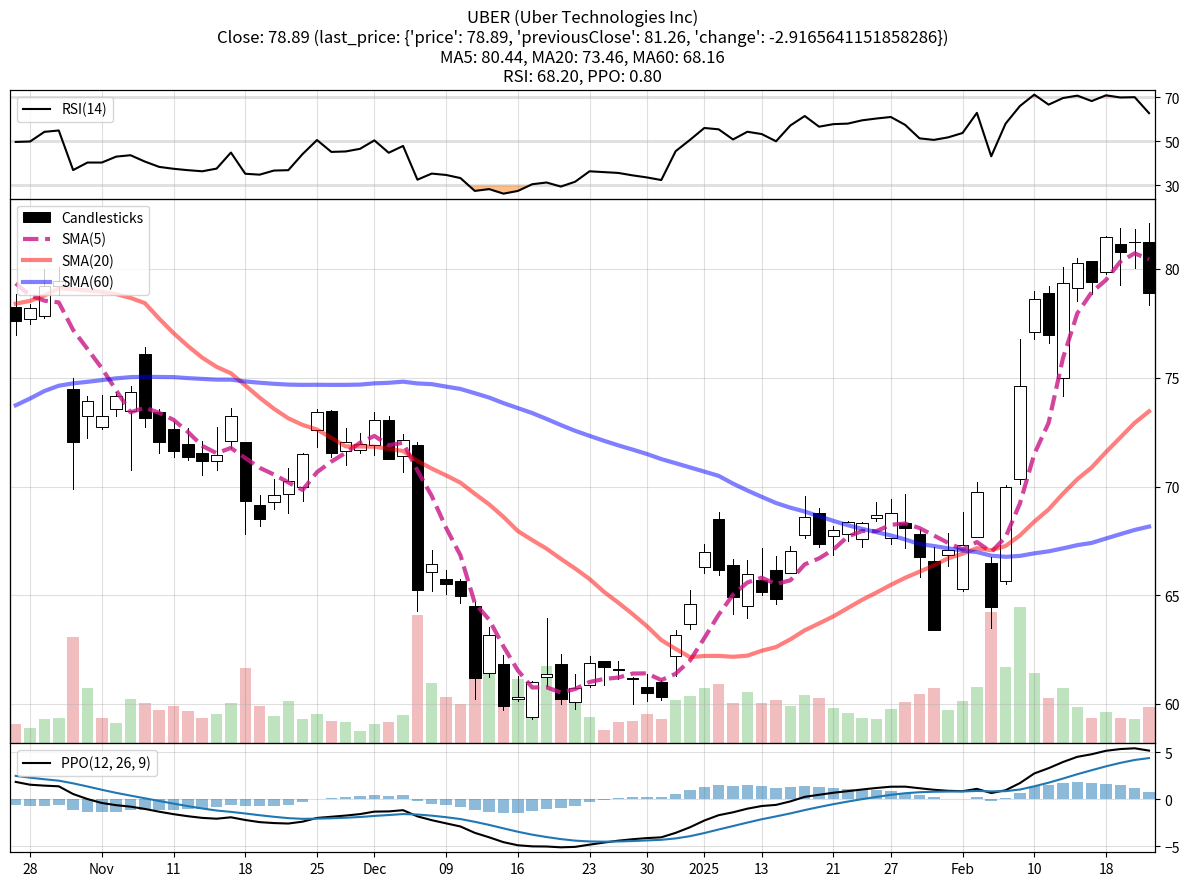 UBER (Uber Technologies Inc)
Close: 78.89 (last_price: {'price': 78.89, 'previousClose': 81.26, 'change': -2.9165641151858286})
MA5: 80.44, MA20: 73.46, MA60: 68.16
RSI: 68.20, PPO: 0.80
RSI(14)
70
50
30
Candlesticks
SMA(5)
SMA(20)
SMA(60)
80
75
70
65
60
PPO(12, 26, 9)
5
0
−5
28 Nov 11 18 25 Dec 09 16 23 30 2025 13 21 27 Feb 10 18